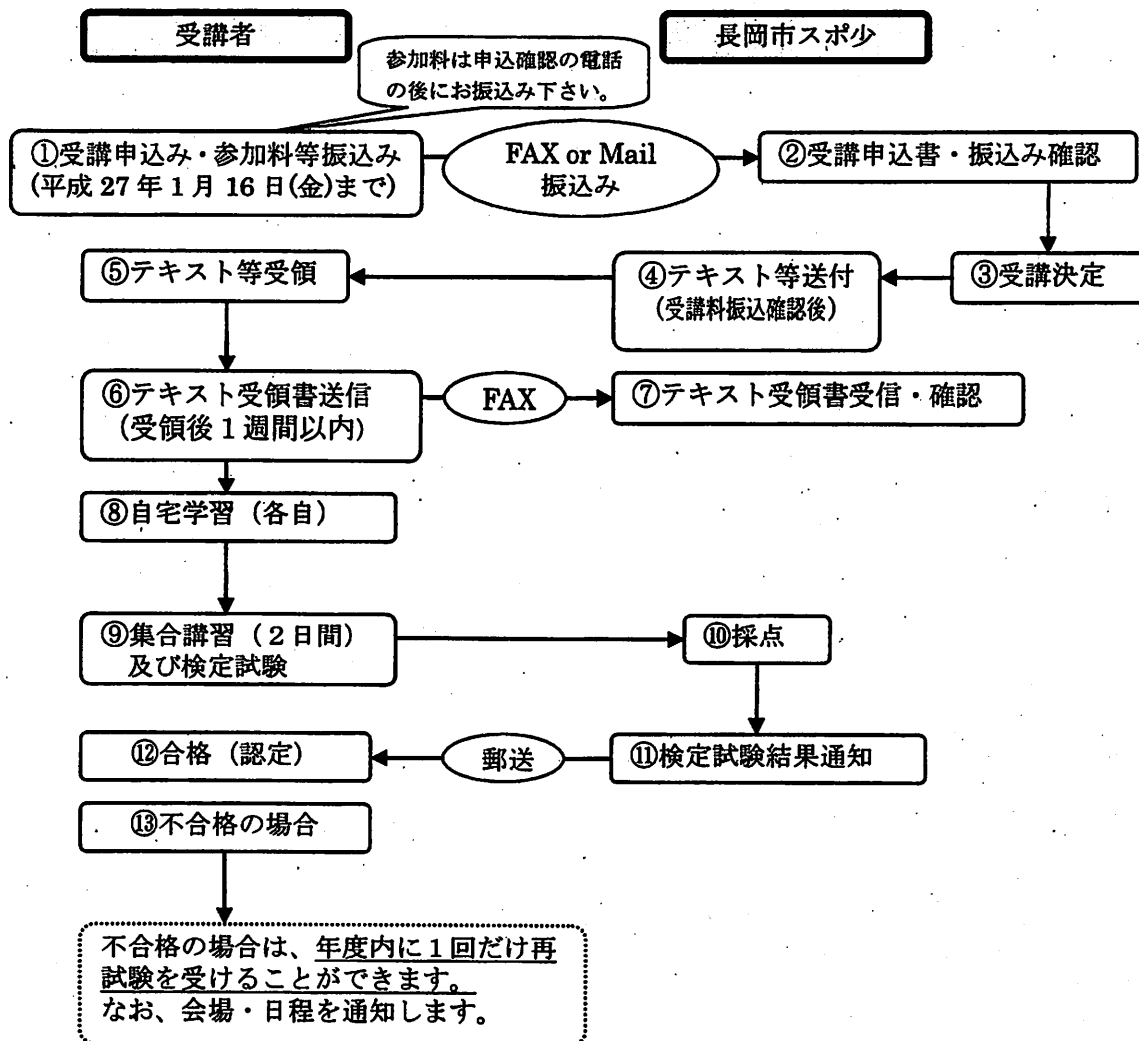 受講者
長岡市スポ少
参加料は申込確認の電話
の後にお振込み下さい。
①受講申込み・参加料等振込み
(平成 27 年 1 月 16 日(金)まで)
FAX or Mail
振込み
②受講申込書・振込み確認
③受講決定
④テキスト等送付
(受講料振込確認後)
⑤テキスト等受領
⑥テキスト受領書送信
(受領後 1 週間以内)
FAX
⑦テキスト受領書受信・確認
⑧自宅学習（各自）
⑨集合講習（2日間）
及び検定試験
⑩採点
⑪検定試験結果通知
郵送
⑫合格（認定）
⑬不合格の場合
不合格の場合は、年度内に1回だけ再
試験を受けることができます。
なお、会場・日程を通知します。